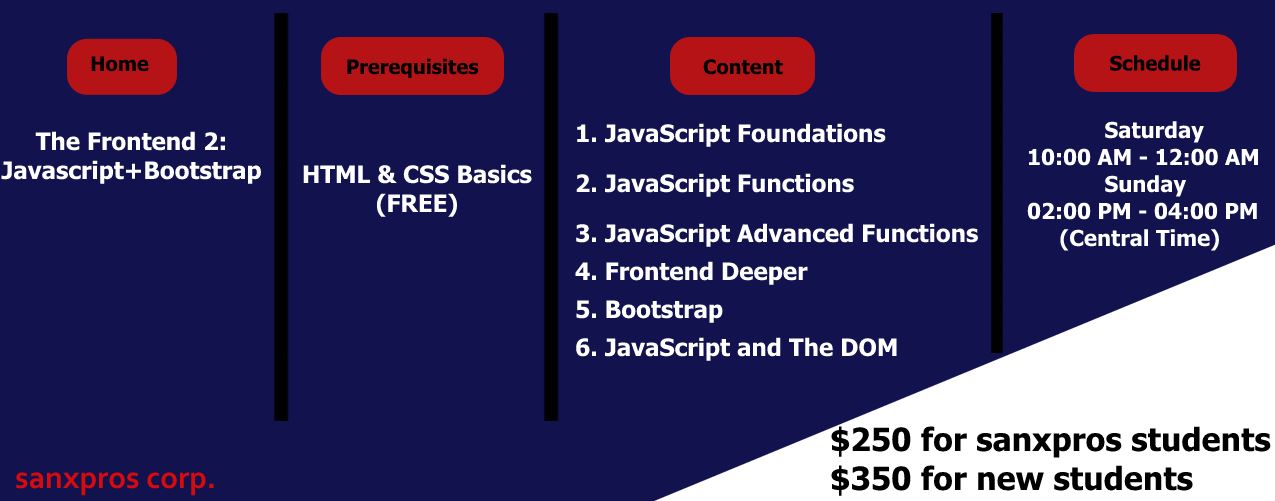 Home
The Frontend 2:
Javascript+Bootstrap
Prerequisites
HTML & CSS Basics
(FREE)
Content
1. JavaScript Foundations
2. JavaScript Functions
3. JavaScript Advanced Functions
4. Frontend Deeper
5. Bootstrap
6. JavaScript and The DOM
Schedule
Saturday
10:00 AM - 12:00 AM
Sunday
02:00 PM - 04:00 PM
(Central Time)
$250 for sanxpros students
$350 for new students
sanxpros corp.